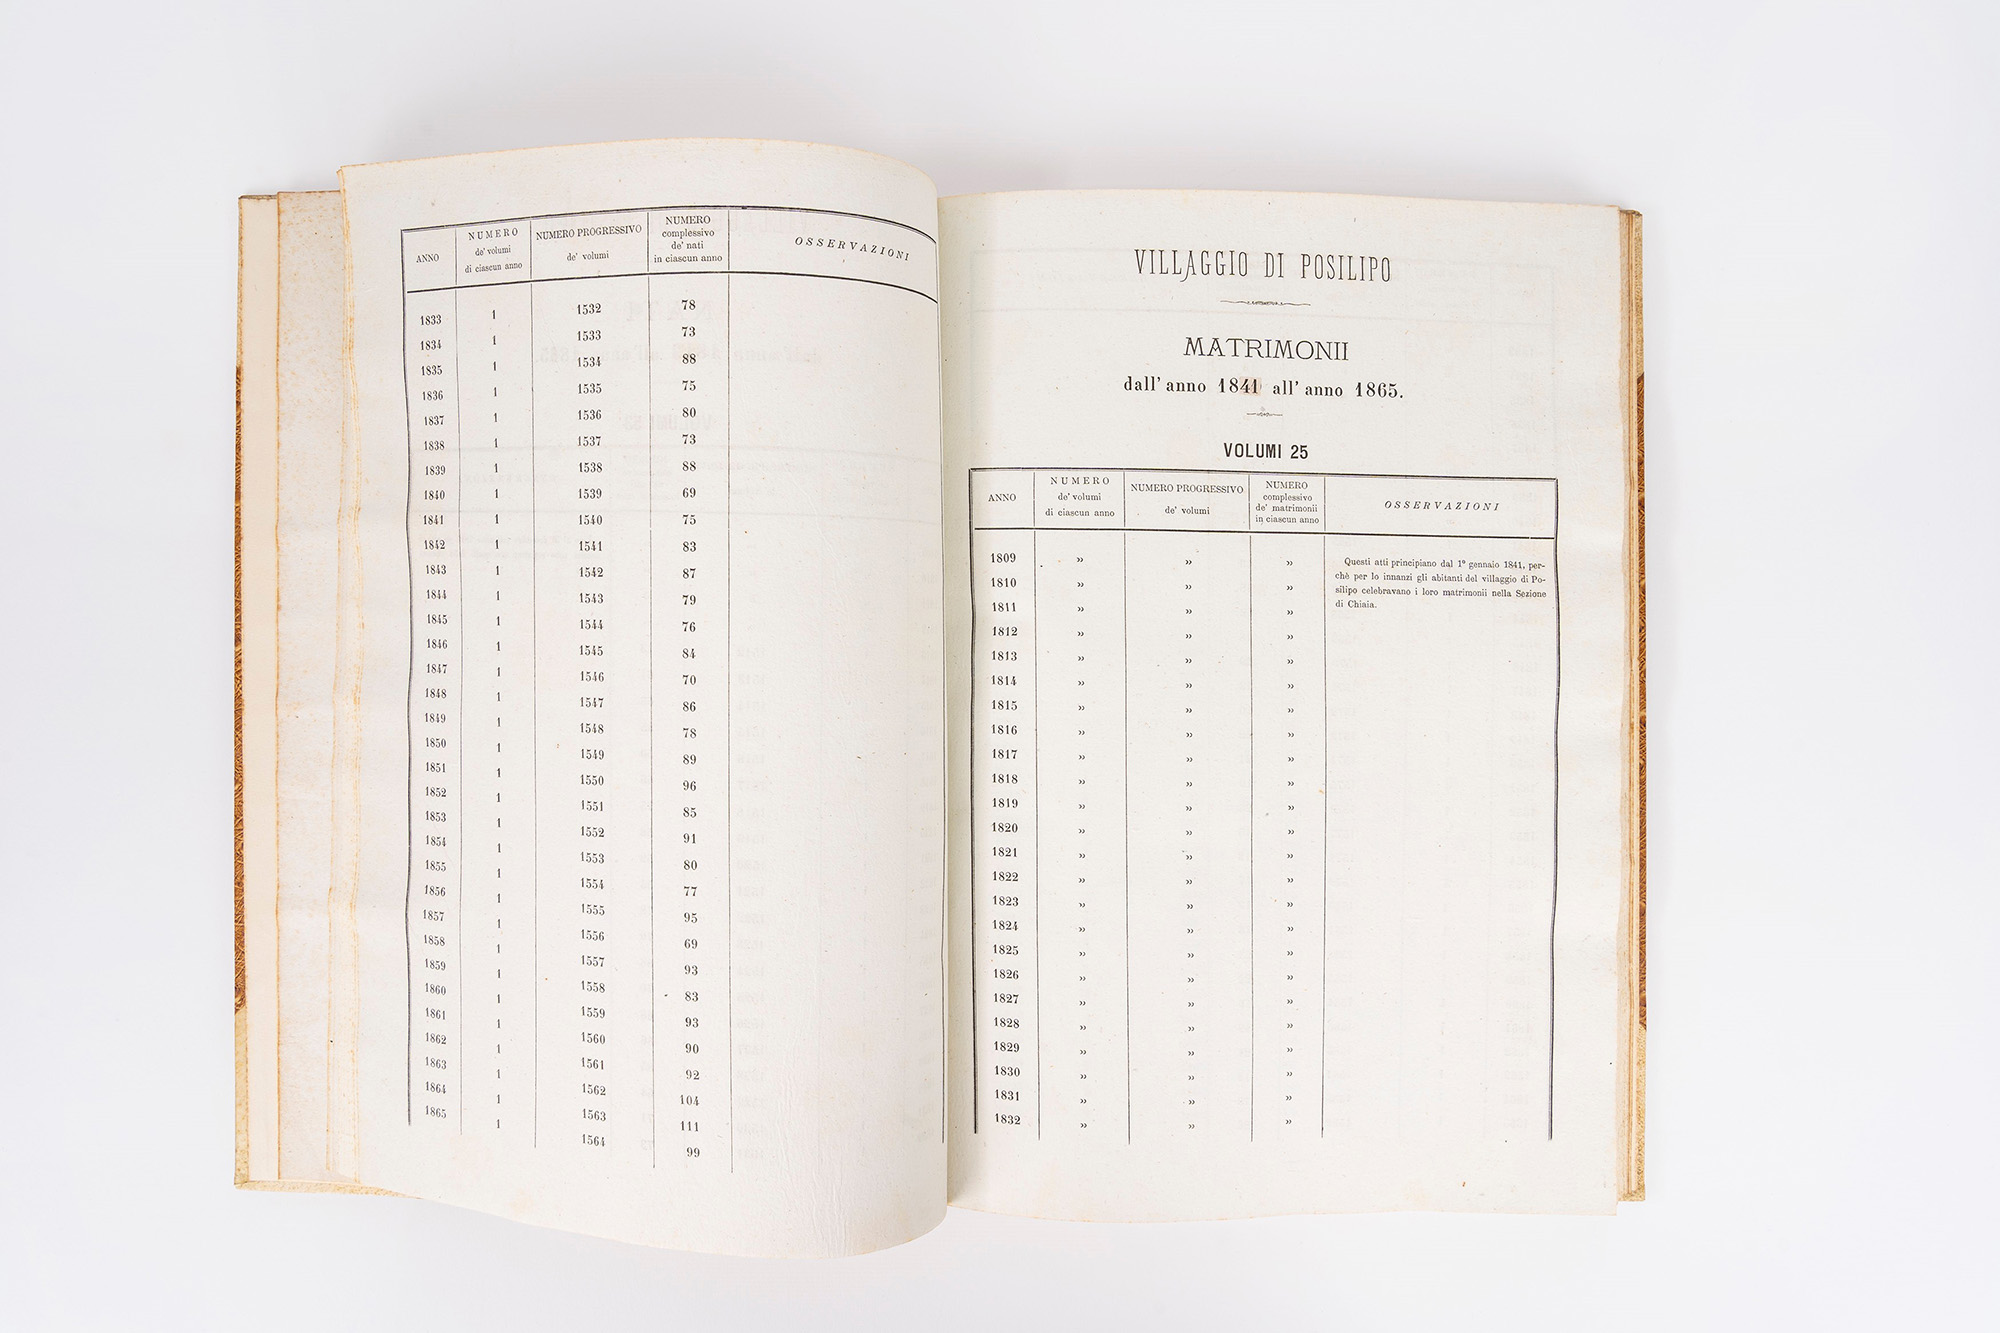 ANNO | NUMERO de' volumi di ciascun anno | NUMERO PROGRESSIVO de' volumi | NUMERO complessivo de' nati in ciascun anno | OSSERVAZIONI
1833 1 1532 78
1834 1 1533 73
1835 1 1534 88
1836 1 1535 75
1837 1 1536 80
1838 1 1537 73
1839 1 1538 88
1840 1 1539 69
1841 1 1540 75
1842 1 1541 83
1843 1 1542 87
1844 1 1543 79
1845 1 1544 76
1846 1 1545 84
1847 1 1546 70
1848 1 1547 86
1849 1 1548 78
1850 1 1549 89
1851 1 1550 96
1852 1 1551 85
1853 1 1552 91
1854 1 1553 80
1855 1 1554 77
1856 1 1555 95
1857 1 1556 69
1858 1 1557 93
1859 1 1558 83
1860 1 1559 93
1861 1 1560 90
1862 1 1561 92
1863 1 1562 104
1864 1 1563 111
1865 1 1564 99
VILLAGGIO DI POSILIPO
MATRIMONII
dall' anno 1841 all' anno 1865.
VOLUMI 25
ANNO | NUMERO de' volumi di ciascun anno | NUMERO PROGRESSIVO de' volumi | NUMERO complessivo de' matrimonii in ciascun anno | OSSERVAZIONI
1809 » » » Questi atti principiano dal 1° gennaio 1841, per-
1810 » » » chè per lo innanzi gli abitanti del villaggio di Po-
silipo celebravano i loro matrimonii nella Sezione
1811 » » » di Chiaia.
1812 » » »
1813 » » »
1814 » » »
1815 » » »
1816 » » »
1817 » » »
1818 » » »
1819 » » »
1820 » » »
1821 » » »
1822 » » »
1823 » » »
1824 » » »
1825 » » »
1826 » » »
1827 » » »
1828 » » »
1829 » » »
1830 » » »
1831 » » »
1832 » » »